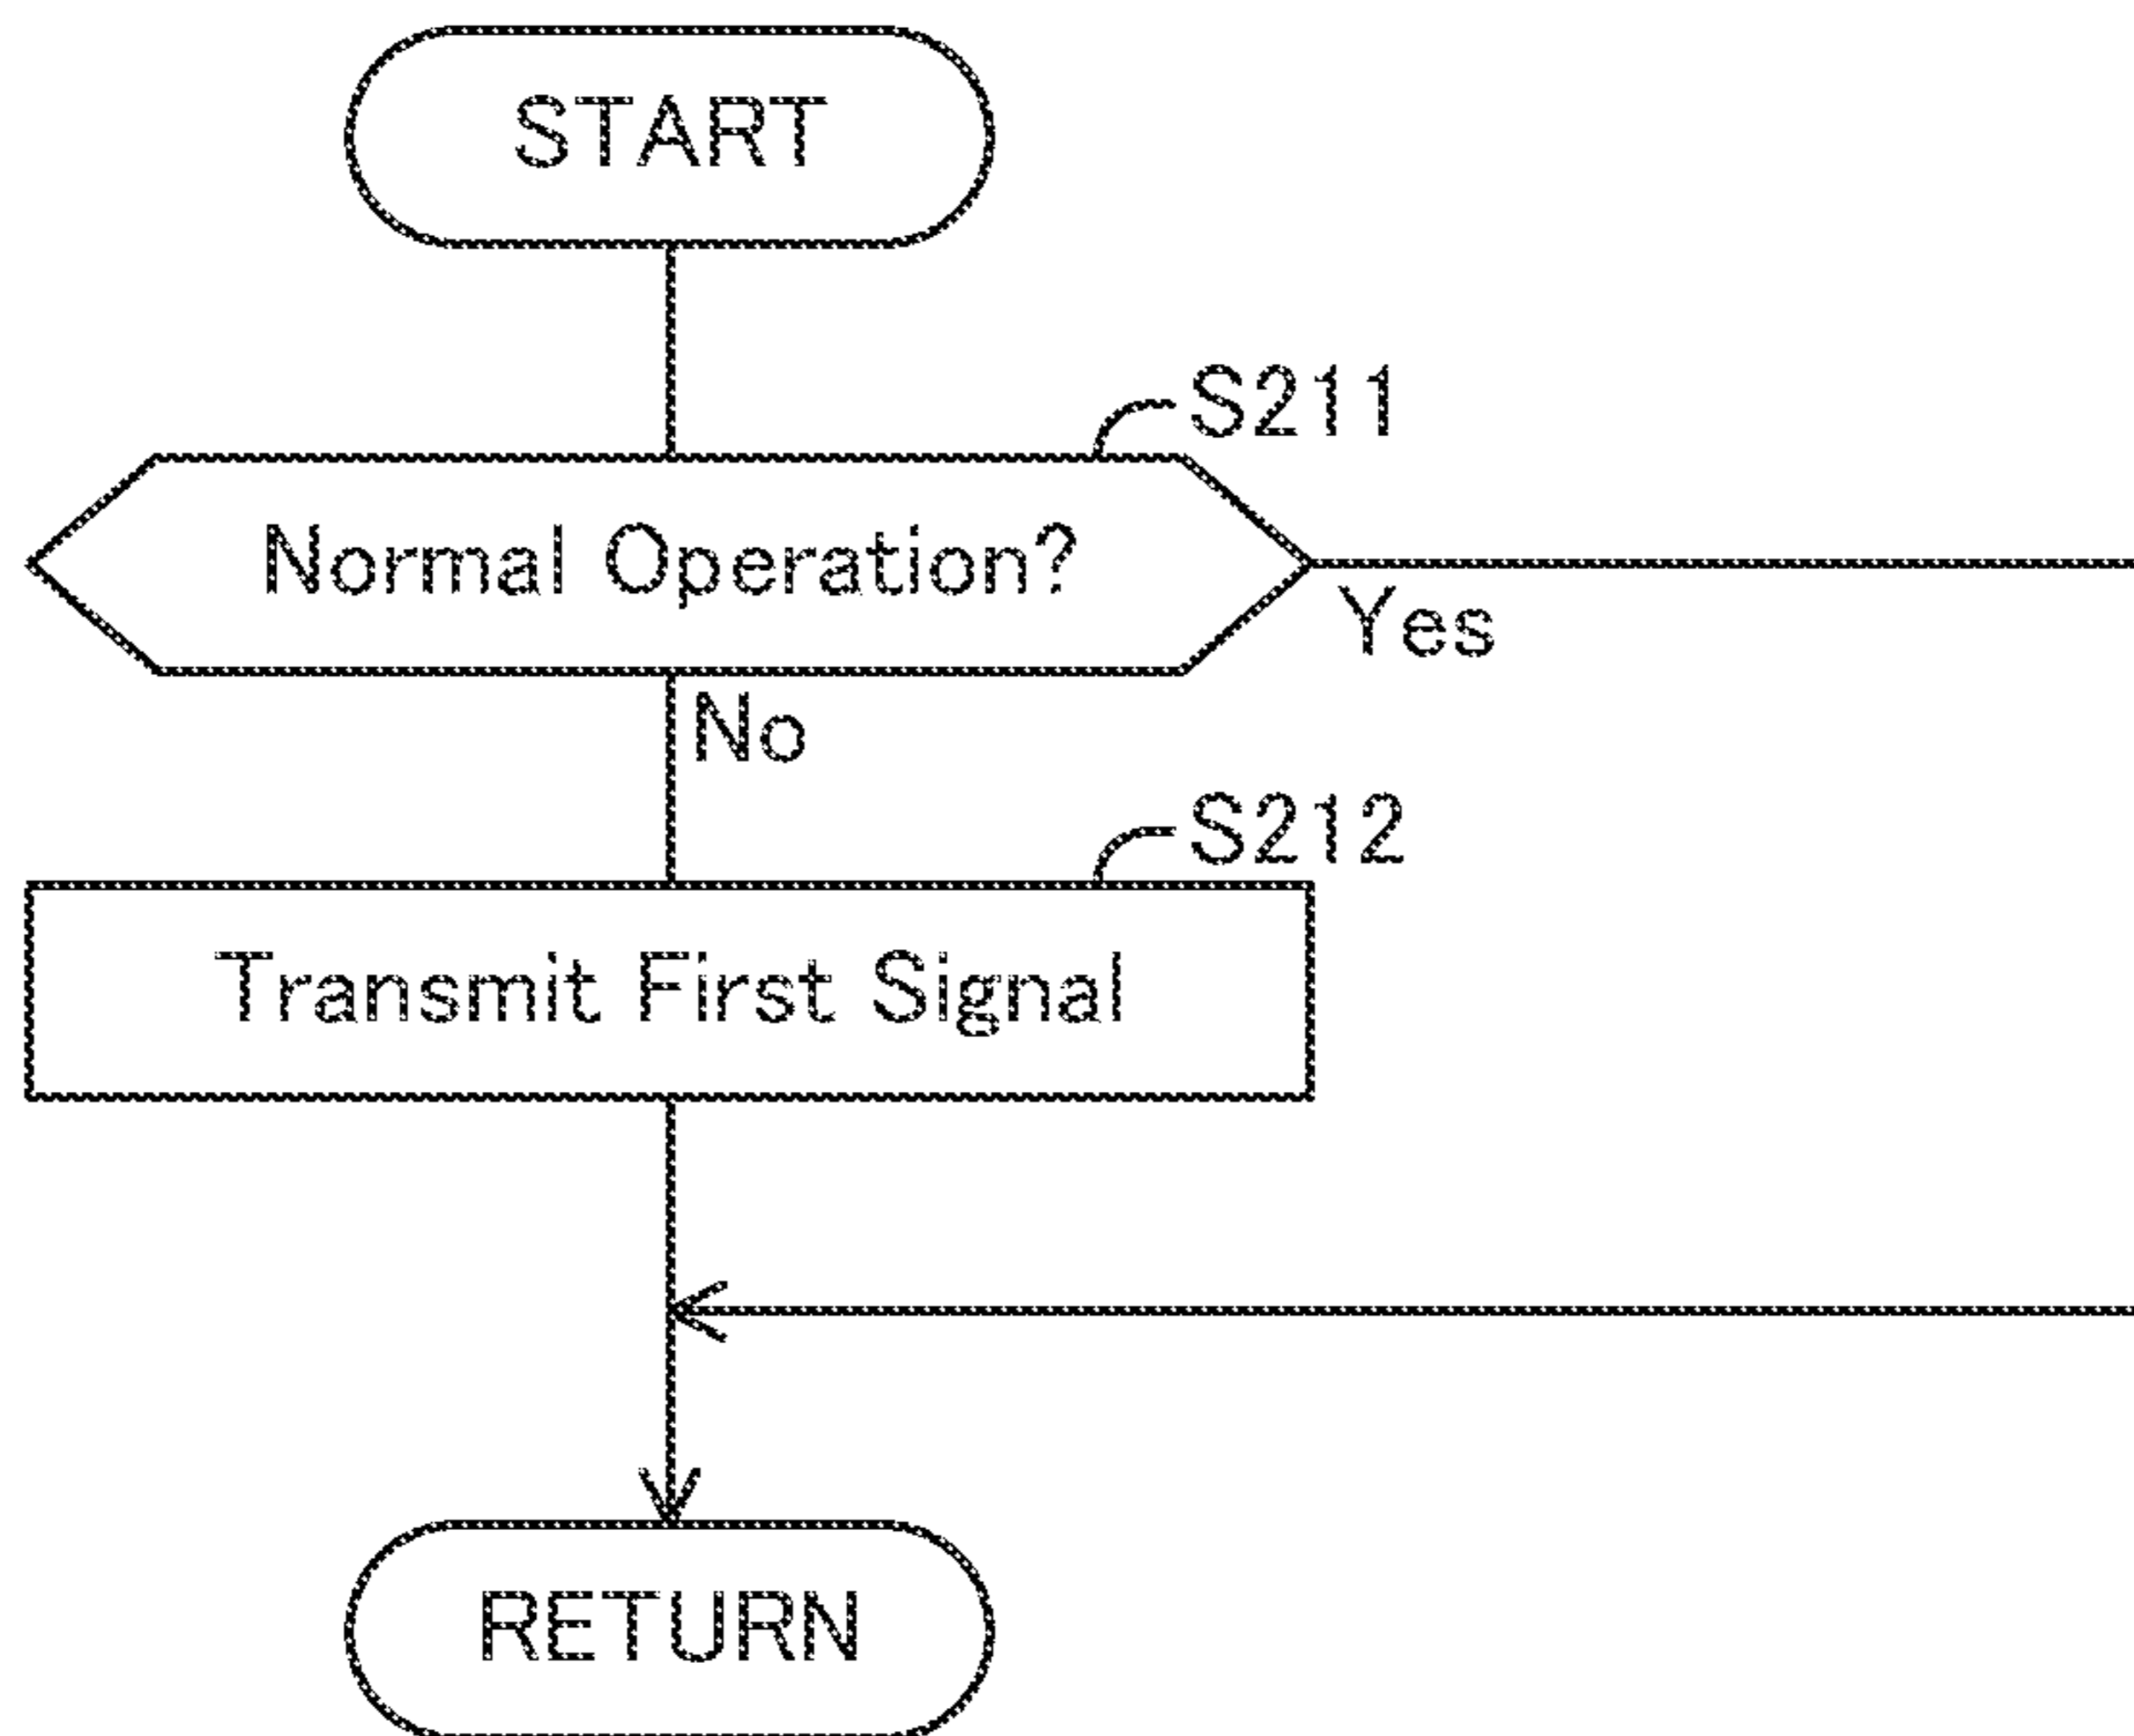 START
S211
Normal Operation?
Yes
No
S212
Transmit First Signal
RETURN